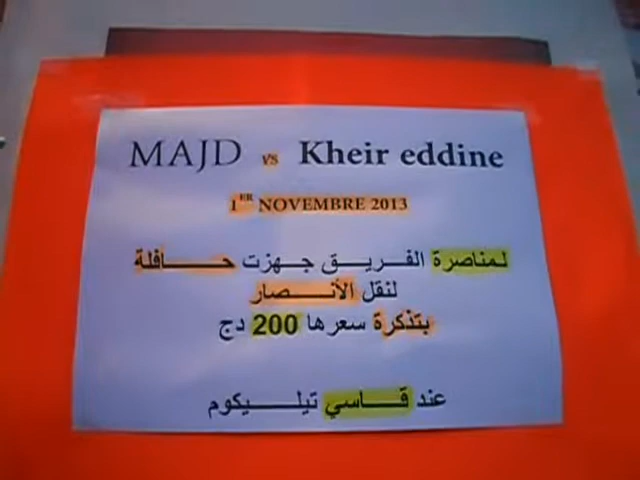 MAJD vs Kheir eddine
1ER NOVEMBRE 2013
لمناصرة الفريق جهزت حافلة
لنقل الأنصار
بتذكرة سعرها 200 دج
عند قاسي تيليكوم